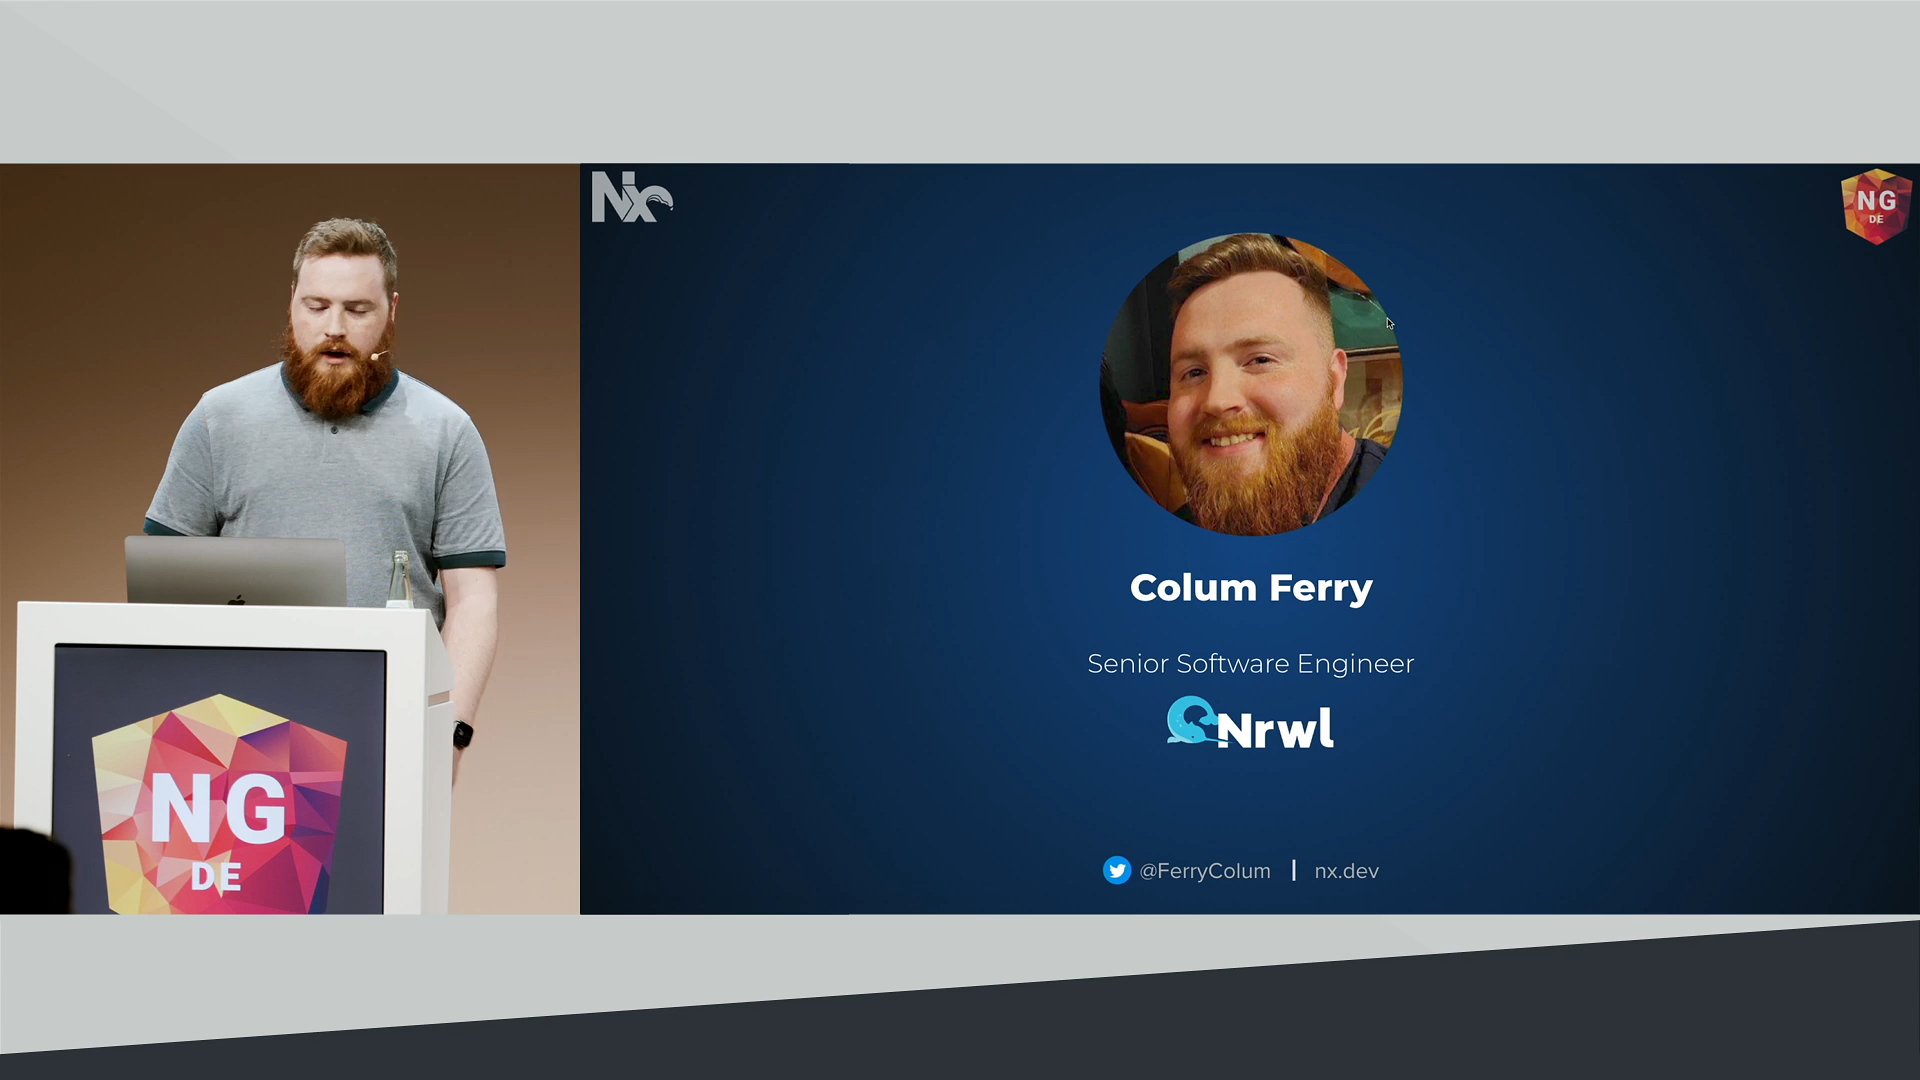 Nx
NG
DE
Colum Ferry
Senior Software Engineer
Nrwl
@FerryColum | nx.dev
NG
DE